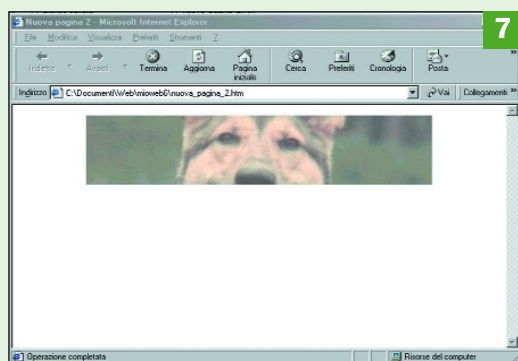 Nuova pagina 2 - Microsoft Internet Explorer
7
File Modifica Visualizza Preferiti Strumenti ?
Indietro Avanti Termina Aggiorna Pagina iniziale Cerca Preferiti Cronologia Posta »
Indirizzo C:\Documenti\Web\mioweb6\nuova_pagina_2.htm Vai Collegamenti »
Operazione completata Risorse del computer